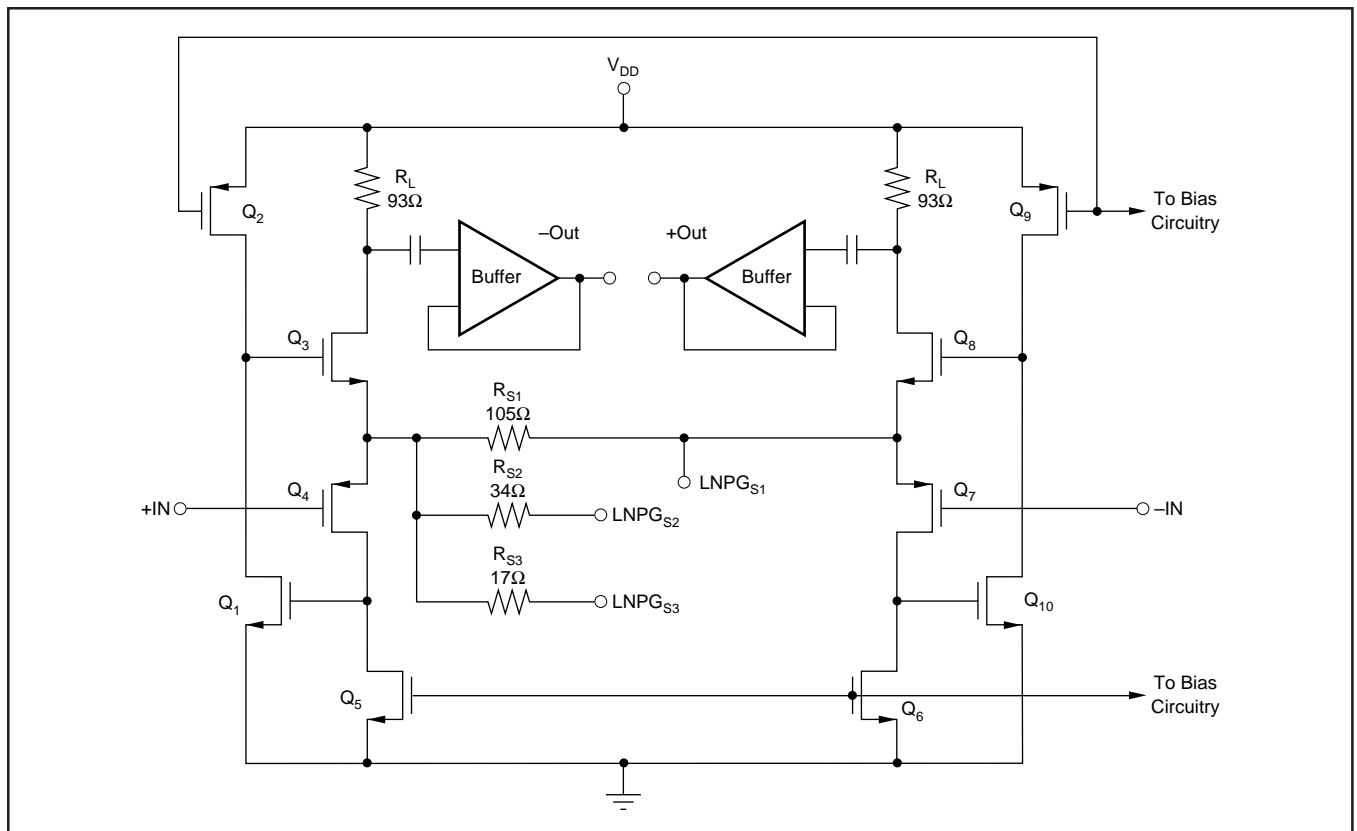 V_DD
R_L
93Ω
R_L
93Ω
To Bias
Circuitry
Q_2
Q_9
–Out
+Out
Buffer
Buffer
Q_3
Q_8
R_S1
105Ω
LNPG_S1
R_S2
34Ω
LNPG_S2
Q_4
Q_7
+IN
–IN
R_S3
17Ω
LNPG_S3
Q_1
Q_10
Q_5
Q_6
To Bias
Circuitry